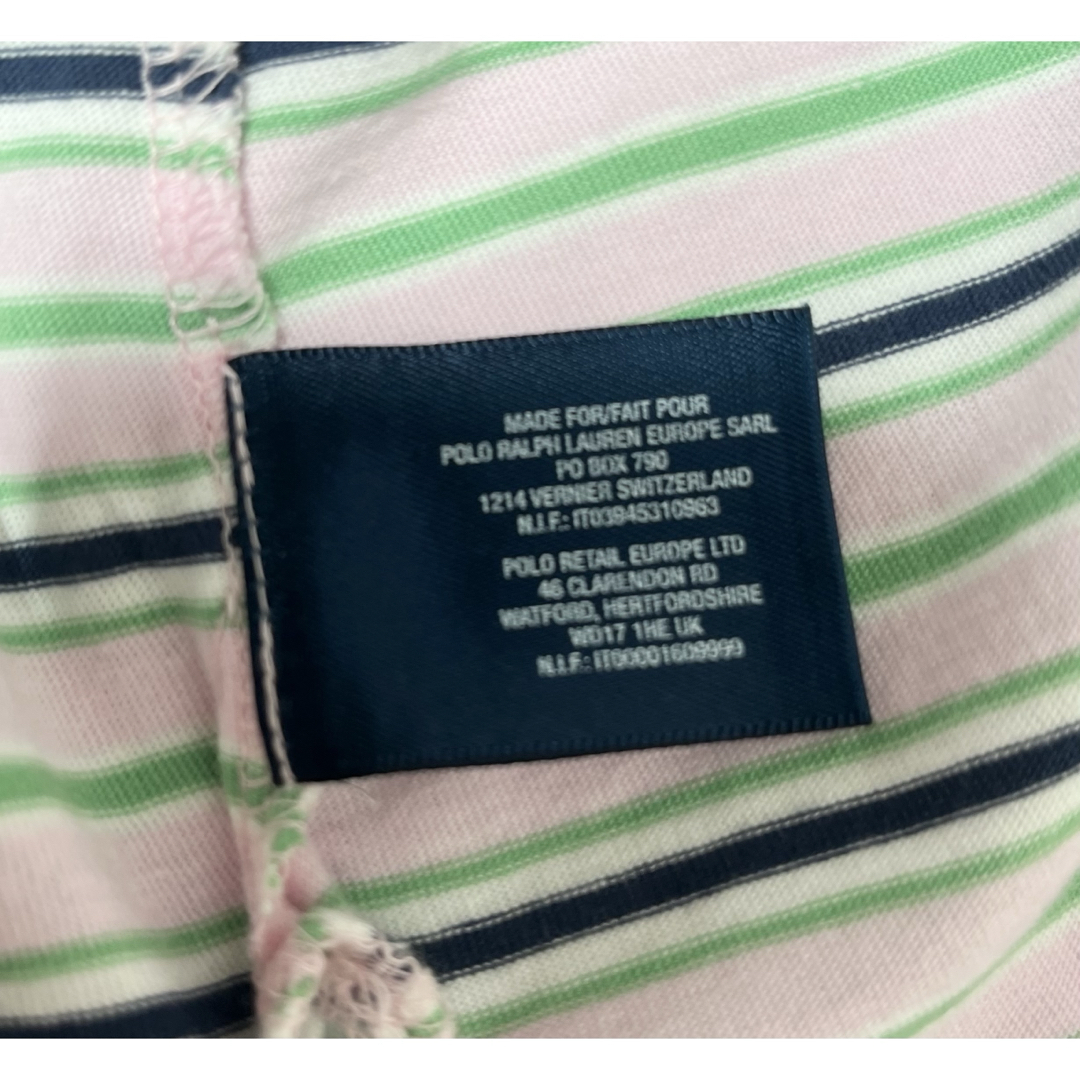 MADE FOR/FAIT POUR
POLO RALPH LAUREN EUROPE SARL
PO BOX 790
1214 VERNIER SWITZERLAND
N.I.F.: IT03945310963
POLO RETAIL EUROPE LTD
46 CLARENDON RD
WATFORD, HERTFORDSHIRE
WD17 1HE UK
N.I.F.: IT00001609999